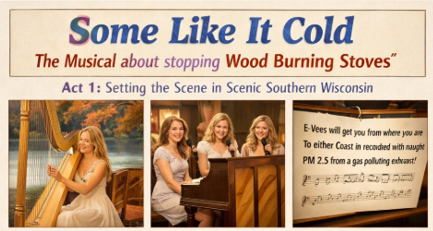 Some Like It Cold
The Musical about stopping Wood Burning Stoves"
Act 1: Setting the Scene in Scenic Southern Wisconsin
E-Vees will get you from where you are
To either Coast in recodred with naught
PM 2.5 from a gas polluting exhcast!